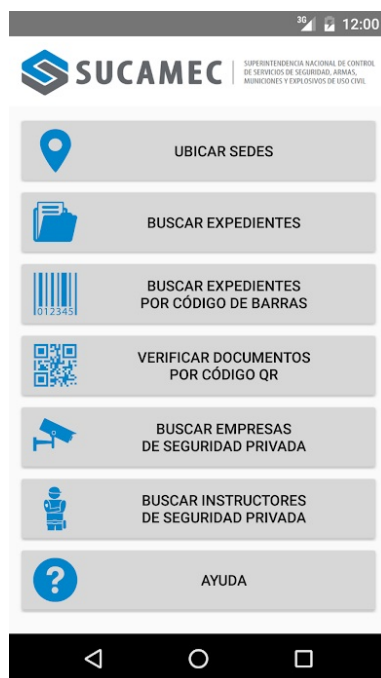 3G
12:00
SUCAMEC
SUPERINTENDENCIA NACIONAL DE CONTROL
DE SERVICIOS DE SEGURIDAD, ARMAS,
MUNICIONES Y EXPLOSIVOS DE USO CIVIL
UBICAR SEDES
BUSCAR EXPEDIENTES
012345
BUSCAR EXPEDIENTES
POR CÓDIGO DE BARRAS
VERIFICAR DOCUMENTOS
POR CÓDIGO QR
BUSCAR EMPRESAS
DE SEGURIDAD PRIVADA
BUSCAR INSTRUCTORES
DE SEGURIDAD PRIVADA
?
AYUDA